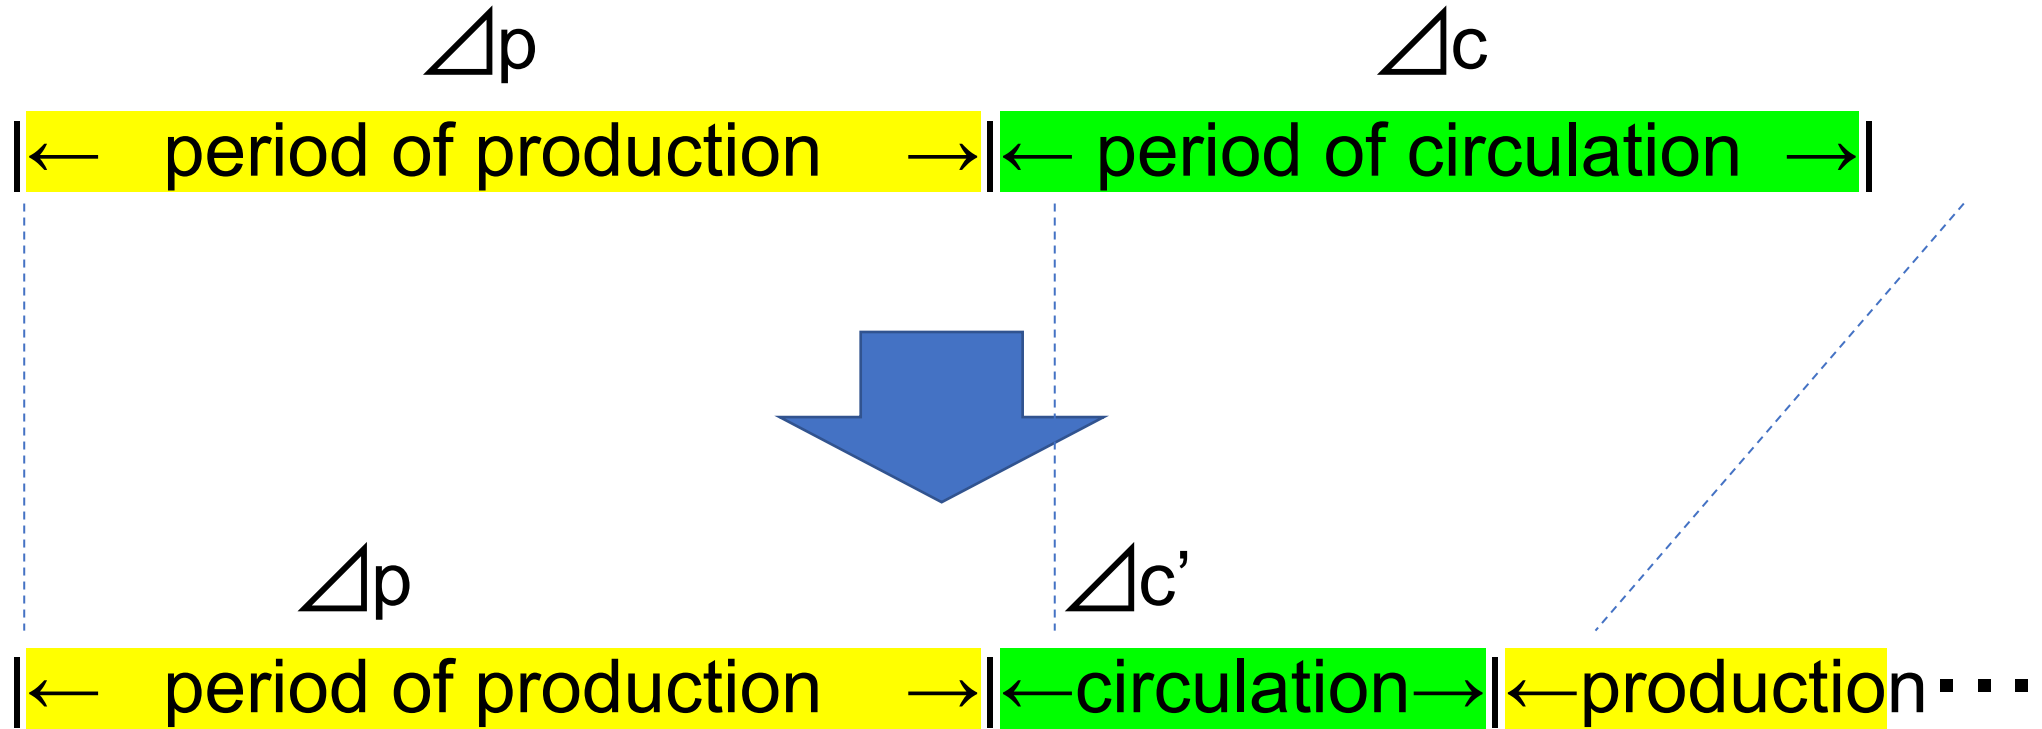 ⊿p ⊿c
|← period of production →|← period of circulation →|
⊿p ⊿c’
|← period of production →|←circulation→|←production···